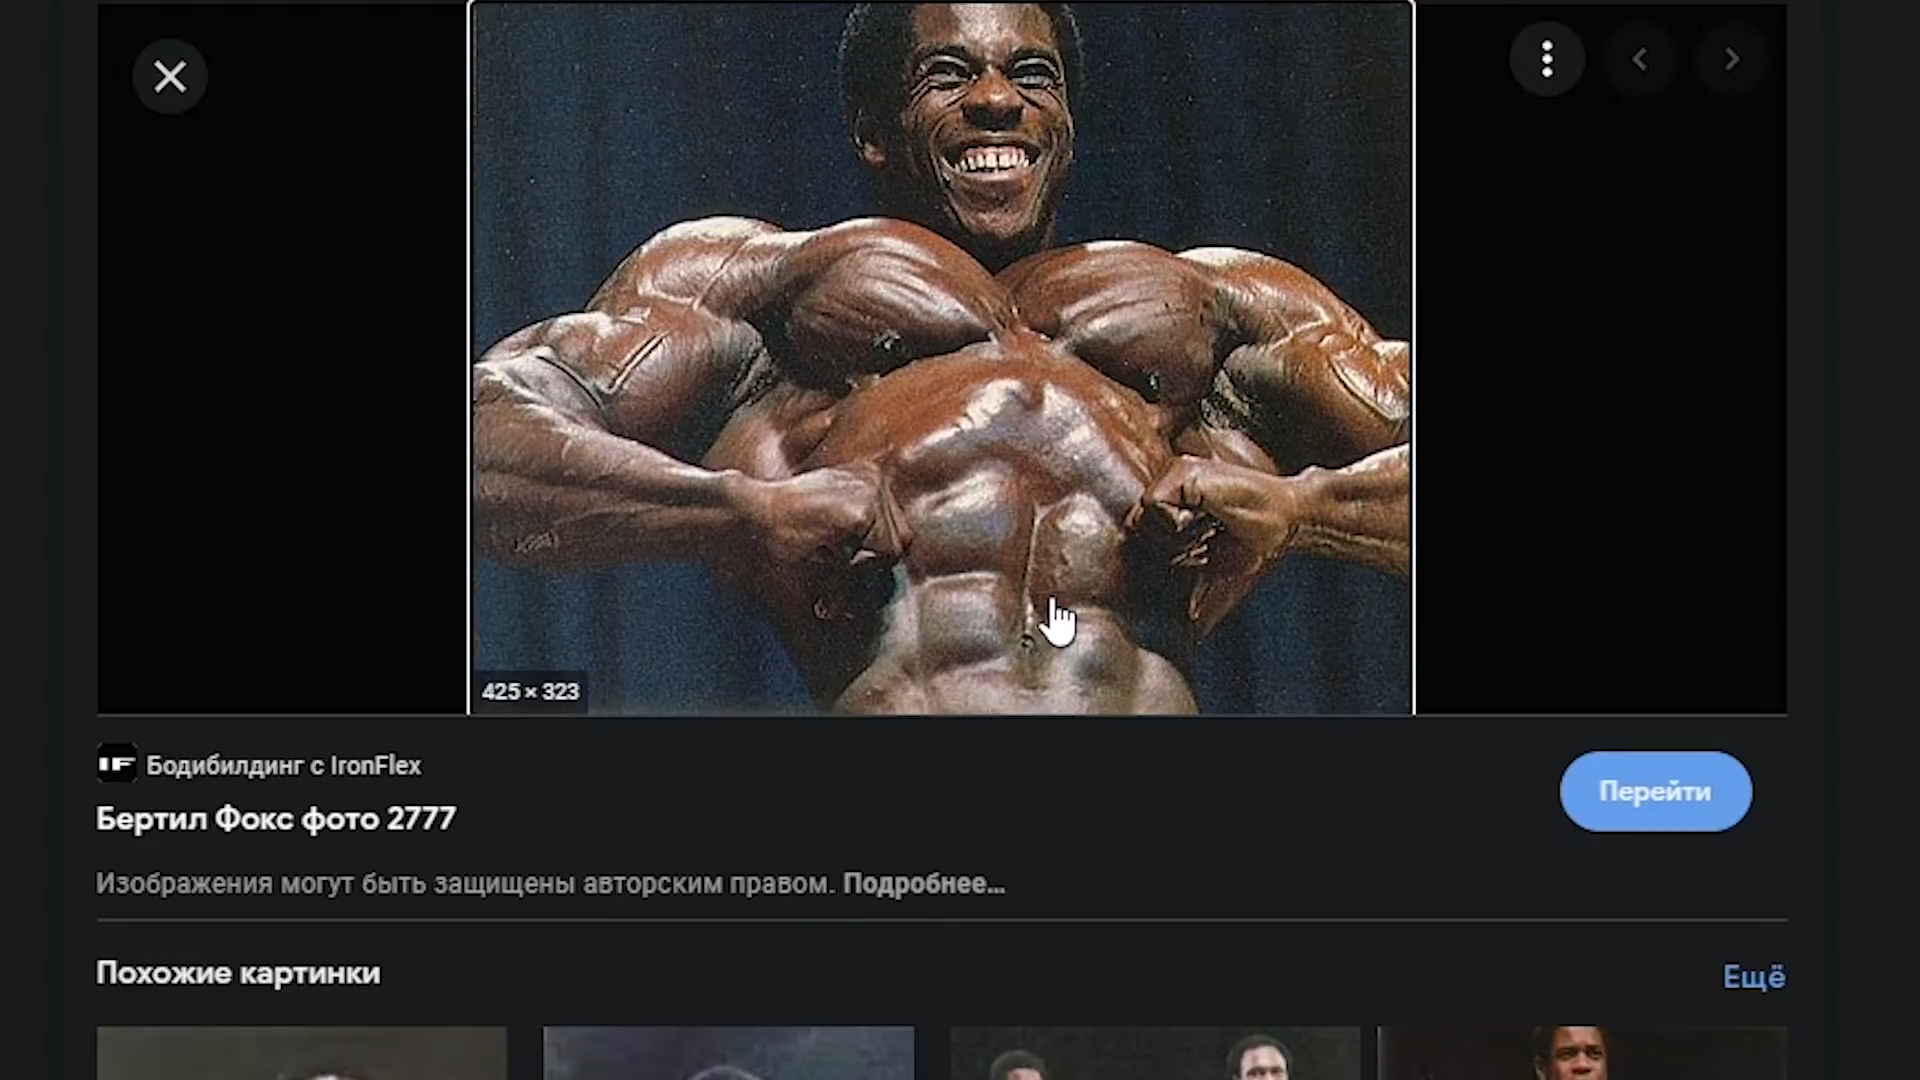 425 × 323
IF Бодибилдинг с IronFlex
Перейти
Бертил Фокс фото 2777
Изображения могут быть защищены авторским правом. Подробнее...
Похожие картинки
Ещё